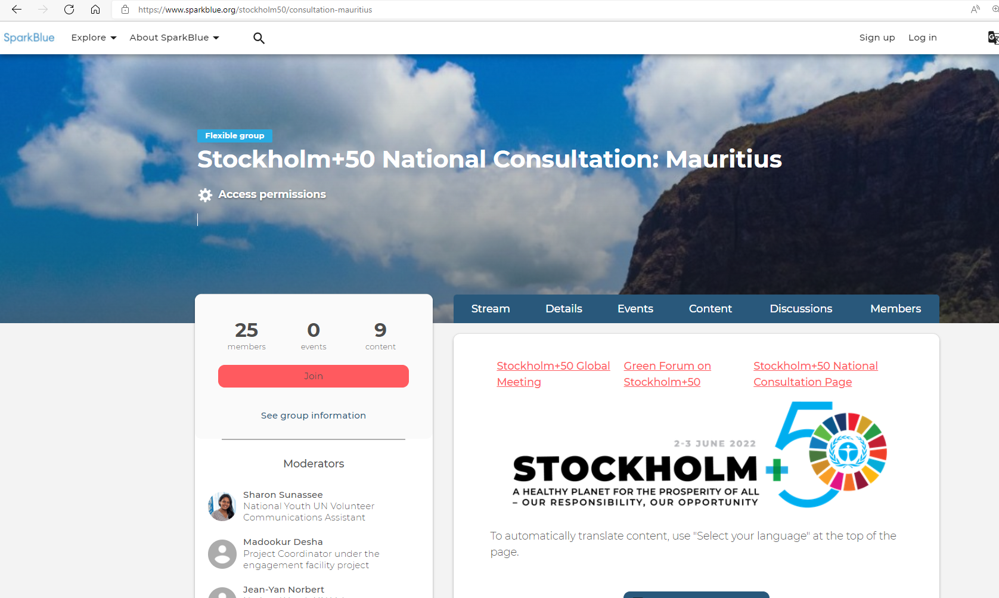 https://www.sparkblue.org/stockholm50/consultation-mauritius
SparkBlue
Explore
About SparkBlue
Sign up
Log in
Flexible group
Stockholm+50 National Consultation: Mauritius
Access permissions
Stream
Details
Events
Content
Discussions
Members
25
members
0
events
9
content
Join
See group information
Moderators
Sharon Sunassee
National Youth UN Volunteer
Communications Assistant
Madookur Desha
Project Coordinator under the
engagement facility project
Jean-Yan Norbert
Stockholm+50 Global
Meeting
Green Forum on
Stockholm+50
Stockholm+50 National
Consultation Page
2-3 JUNE 2022
STOCKHOLM+50
A HEALTHY PLANET FOR THE PROSPERITY OF ALL
– OUR RESPONSIBILITY, OUR OPPORTUNITY
To automatically translate content, use "Select your language" at the top of the
page.